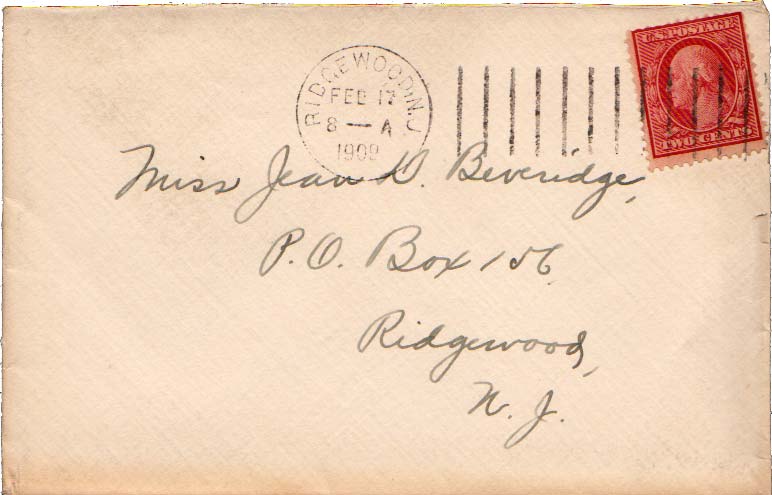 RIDGEWOOD, N.J.
FEB 17
8 — A
1909
U.S. POSTAGE
TWO CENTS
Miss Jean D. Beveridge,
P.O. Box 156
Ridgewood,
N. J.